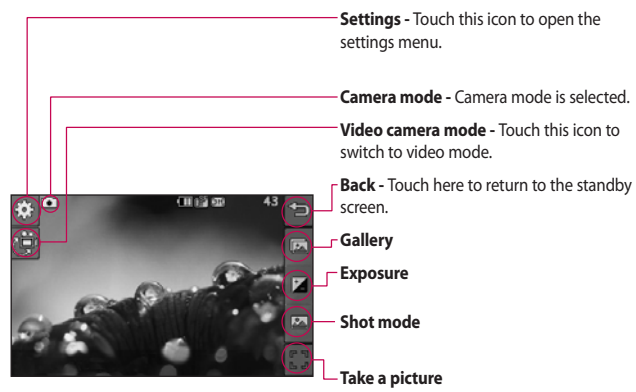 Settings - Touch this icon to open the
settings menu.
Camera mode - Camera mode is selected.
Video camera mode - Touch this icon to
switch to video mode.
Back - Touch here to return to the standby
screen.
43
Gallery
Exposure
Shot mode
Take a picture